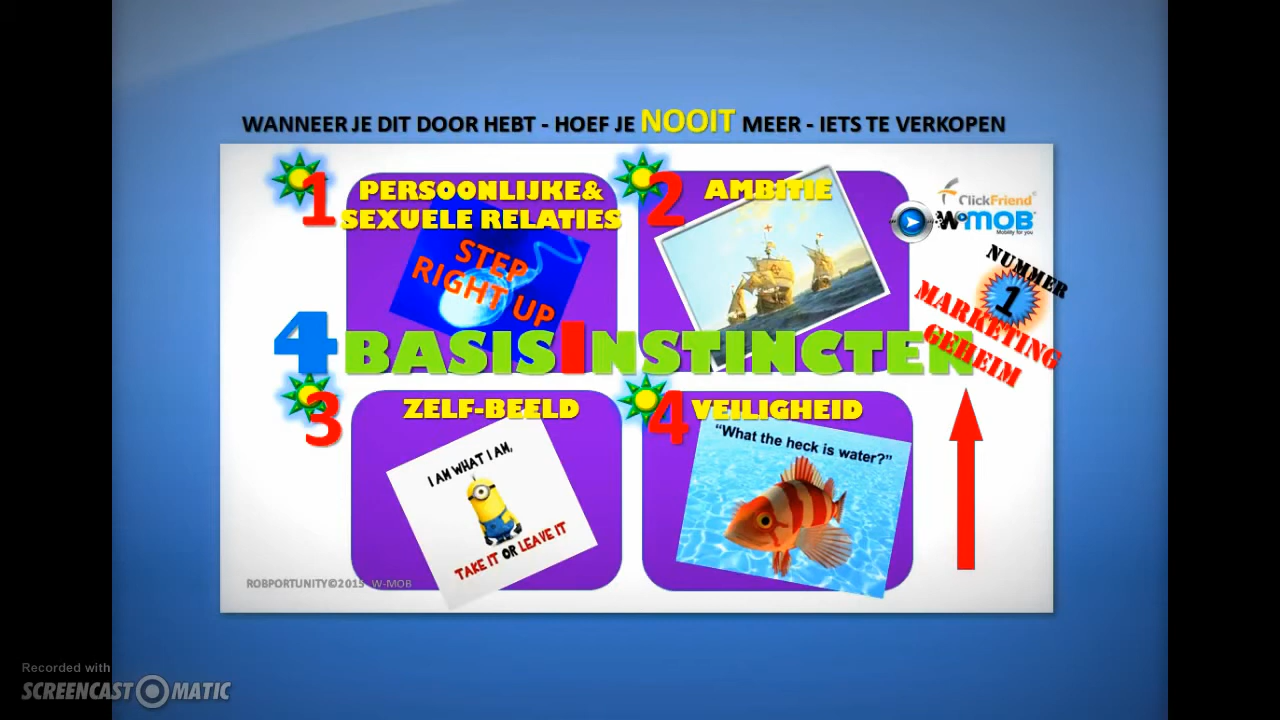 WANNEER JE DIT DOOR HEBT - HOEF JE NOOIT MEER - IETS TE VERKOPEN
1 PERSOONLIJKE&
SEXUELE RELATIES
STEP
RIGHT UP
2 AMBITIE
ClickFriend
W-MOB
Mobility for you
NUMMER
1
MARKETING
GEHEIM
4 BASISINSTINCTEN
3 ZELF-BEELD
I AM WHAT I AM,
TAKE IT OR LEAVE IT
4 VEILIGHEID
“What the heck is water?”
ROBPORTUNITY©2015 W-MOB
Recorded with
SCREENCAST-O-MATIC